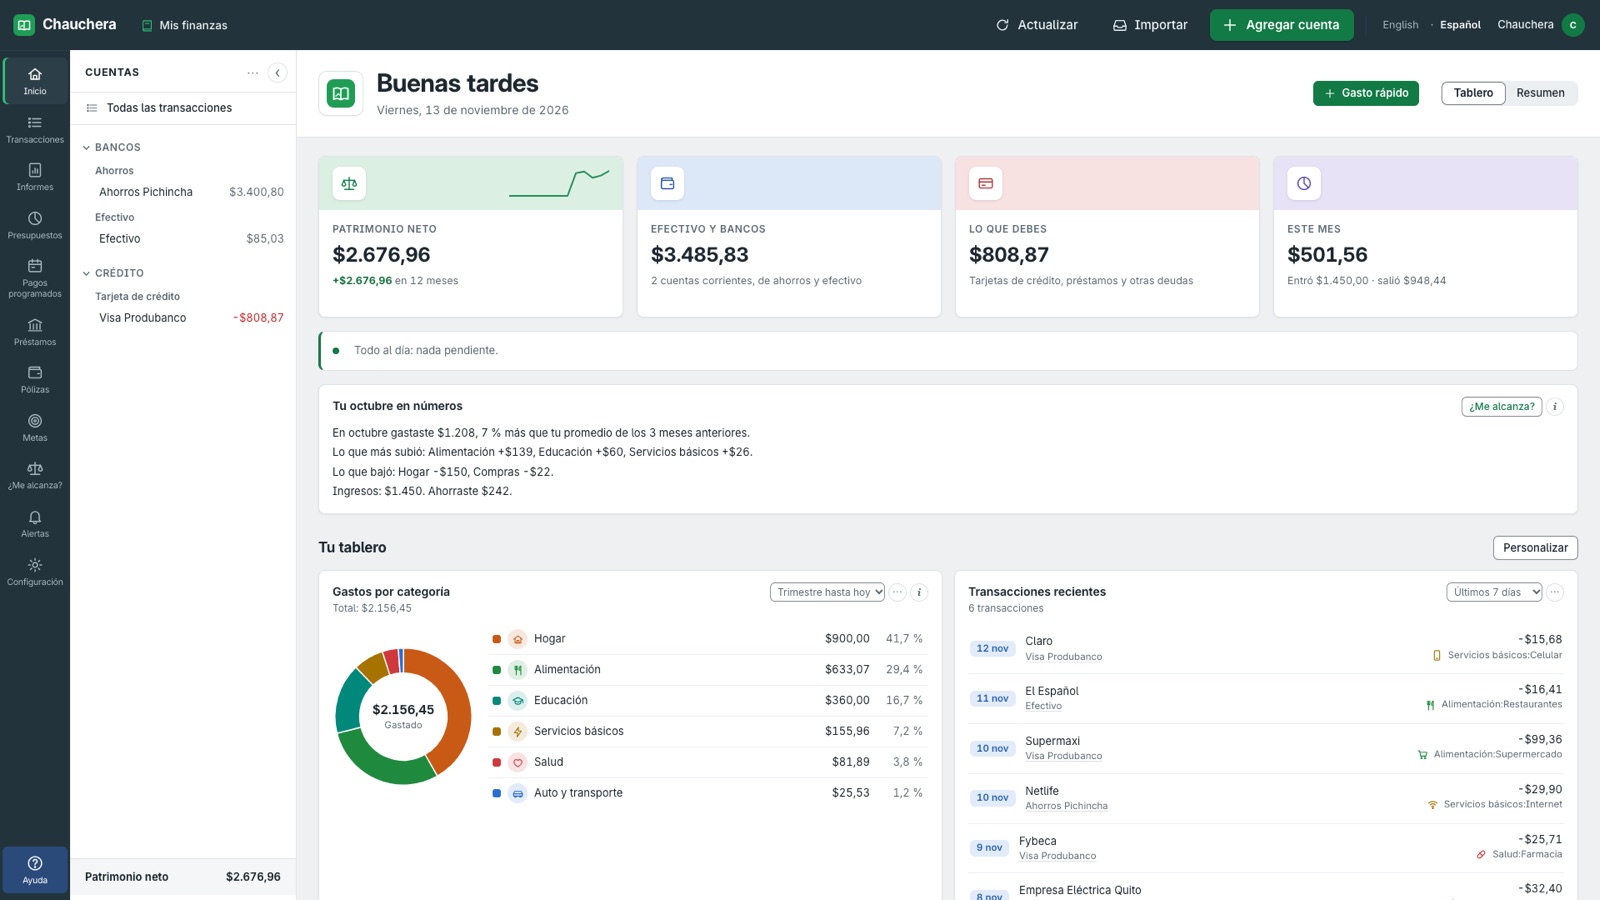 Chauchera
Mis finanzas
Actualizar
Importar
Agregar cuenta
English · Español
Chauchera
C
Inicio
Transacciones
Informes
Presupuestos
Pagos
programados
Préstamos
Pólizas
Metas
¿Me alcanza?
Alertas
Configuración
Ayuda
CUENTAS
Todas las transacciones
BANCOS
Ahorros
Ahorros Pichincha $3.400,80
Efectivo
Efectivo $85,03
CRÉDITO
Tarjeta de crédito
Visa Produbanco -$808,87
Patrimonio neto $2.676,96
Buenas tardes
Viernes, 13 de noviembre de 2026
Gasto rápido
Tablero
Resumen
PATRIMONIO NETO
$2.676,96
+$2.676,96 en 12 meses
EFECTIVO Y BANCOS
$3.485,83
2 cuentas corrientes, de ahorros y efectivo
LO QUE DEBES
$808,87
Tarjetas de crédito, préstamos y otras deudas
ESTE MES
$501,56
Entró $1.450,00 · salió $948,44
Todo al día: nada pendiente.
Tu octubre en números
¿Me alcanza?
i
En octubre gastaste $1.208, 7 % más que tu promedio de los 3 meses anteriores.
Lo que más subió: Alimentación +$139, Educación +$60, Servicios básicos +$26.
Lo que bajó: Hogar -$150, Compras -$22.
Ingresos: $1.450. Ahorraste $242.
Tu tablero
Personalizar
Gastos por categoría
Total: $2.156,45
Trimestre hasta hoy
i
$2.156,45
Gastado
Hogar $900,00 41,7 %
Alimentación $633,07 29,4 %
Educación $360,00 16,7 %
Servicios básicos $155,96 7,2 %
Salud $81,89 3,8 %
Auto y transporte $25,53 1,2 %
Transacciones recientes
6 transacciones
Últimos 7 días
12 nov Claro -$15,68
Visa Produbanco Servicios básicos:Celular
11 nov El Español -$16,41
Efectivo Alimentación:Restaurantes
10 nov Supermaxi -$99,36
Visa Produbanco Alimentación:Supermercado
10 nov Netlife -$29,90
Ahorros Pichincha Servicios básicos:Internet
9 nov Fybeca -$25,71
Visa Produbanco Salud:Farmacia
8 nov Empresa Eléctrica Quito -$32,40